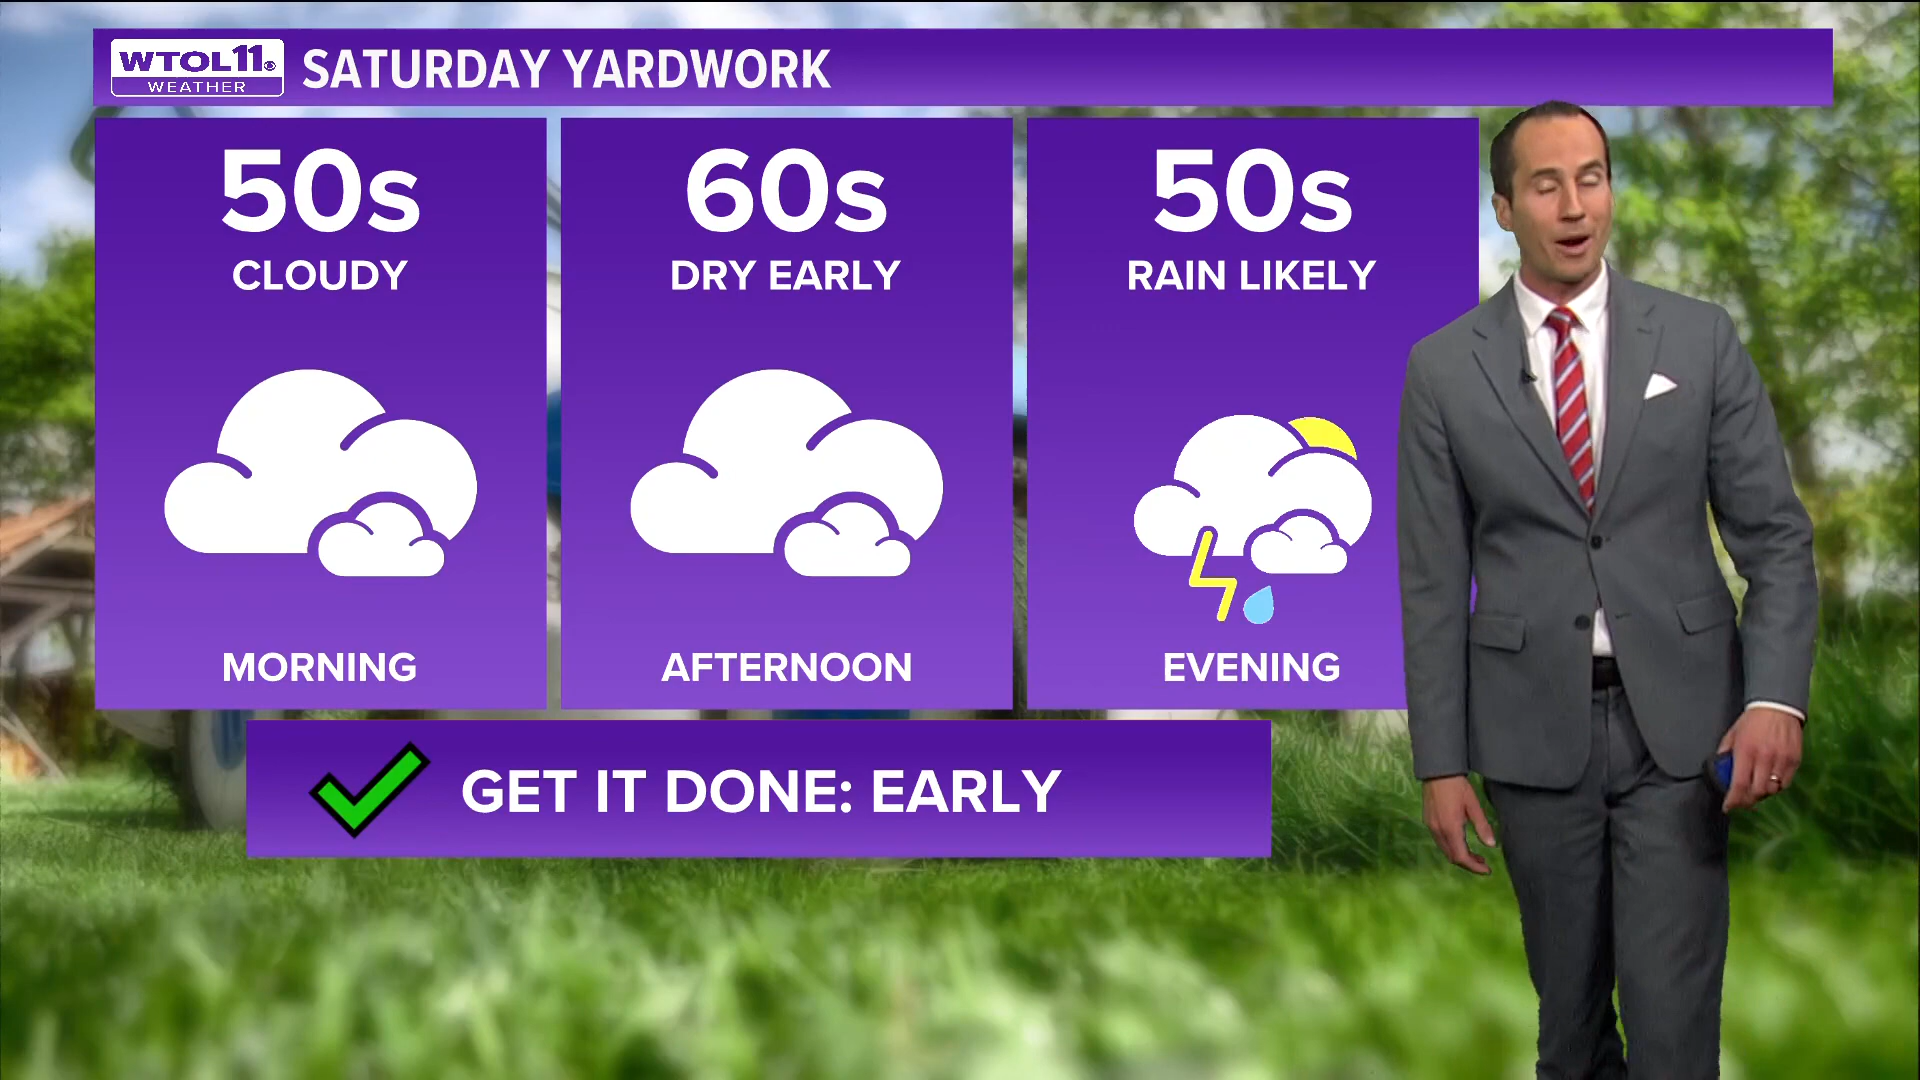 WTOL11
WEATHER
SATURDAY YARDWORK
50s
CLOUDY
MORNING
60s
DRY EARLY
AFTERNOON
50s
RAIN LIKELY
EVENING
GET IT DONE: EARLY